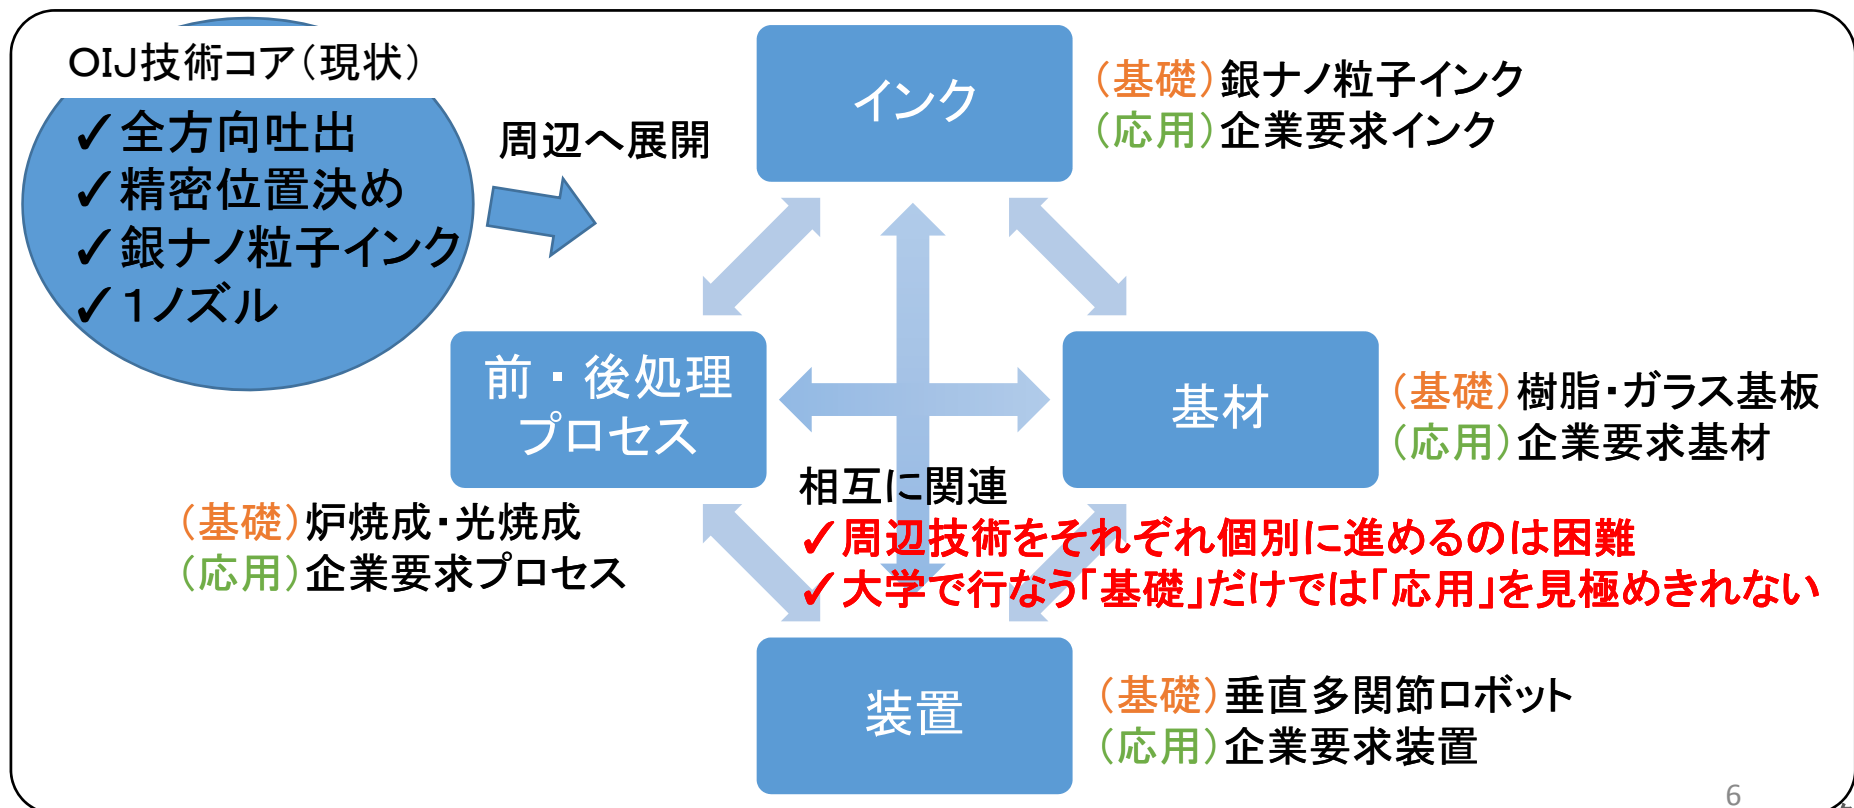 OIJ技術コア（現状）
✓全方向吐出
✓精密位置決め
✓銀ナノ粒子インク
✓１ノズル
周辺へ展開
インク
（基礎）銀ナノ粒子インク
（応用）企業要求インク
前・後処理
プロセス
（基礎）炉焼成・光焼成
（応用）企業要求プロセス
基材
（基礎）樹脂・ガラス基板
（応用）企業要求基材
相互に関連
✓周辺技術をそれぞれ個別に進めるのは困難
✓大学で行なう「基礎」だけでは「応用」を見極めきれない
装置
（基礎）垂直多関節ロボット
（応用）企業要求装置
6